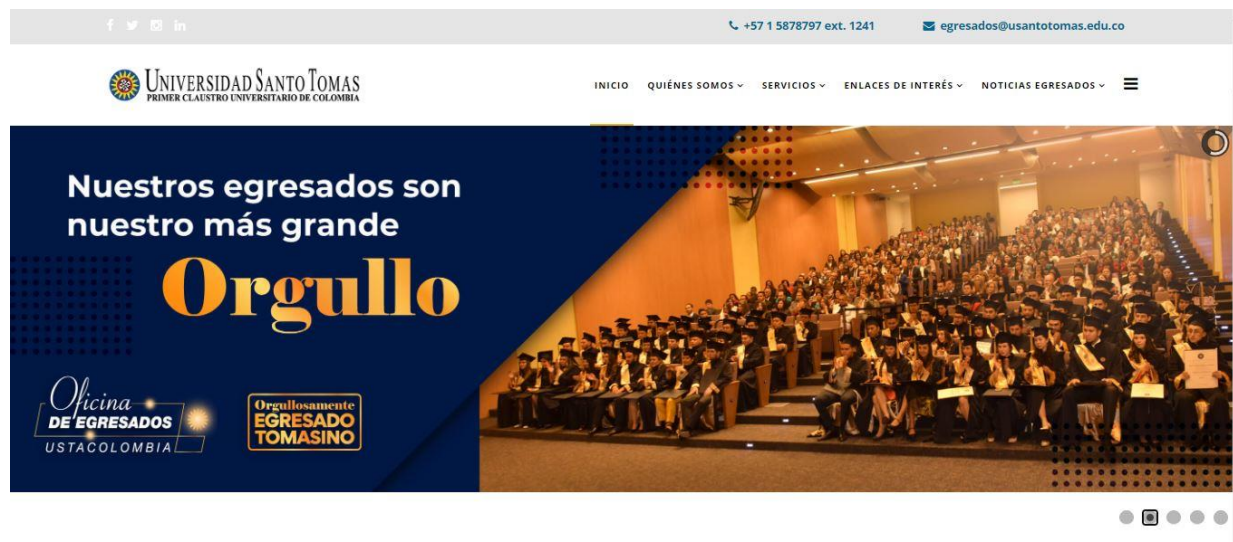 +57 1 5878797 ext. 1241
egresados@usantotomas.edu.co
UNIVERSIDAD SANTO TOMAS
PRIMER CLAUSTRO UNIVERSITARIO DE COLOMBIA
INICIO QUIÉNES SOMOS SERVICIOS ENLACES DE INTERÉS NOTICIAS EGRESADOS
Nuestros egresados son
nuestro más grande
Orgullo
Oficina
DE EGRESADOS
USTACOLOMBIA
Orgullosamente
EGRESADO
TOMASINO